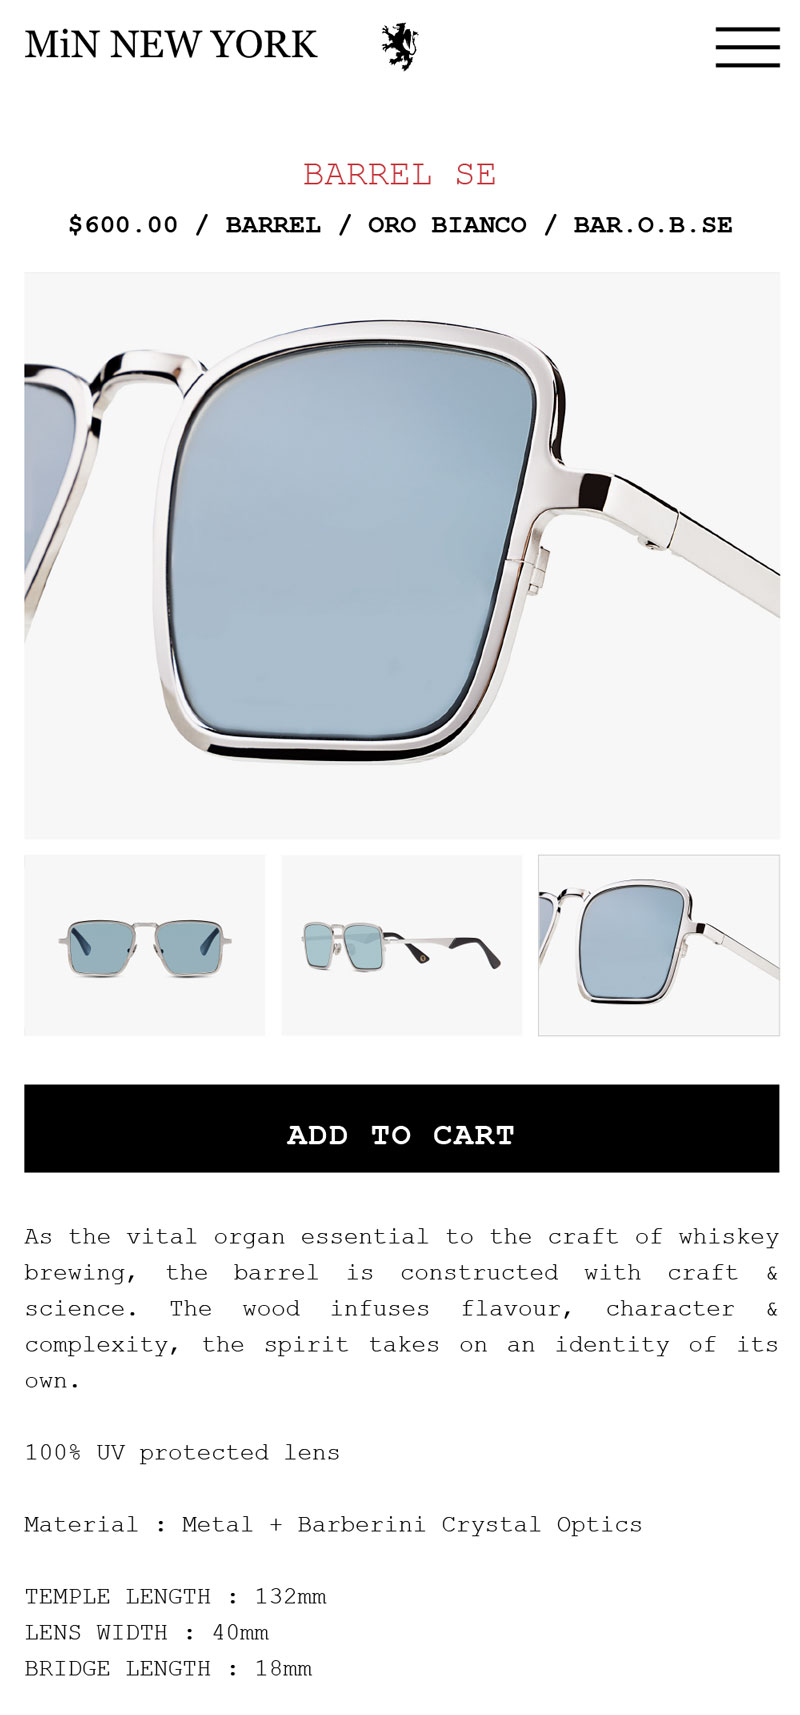 MiN NEW YORK
BARREL SE
$600.00 / BARREL / ORO BIANCO / BAR.O.B.SE
ADD TO CART
As the vital organ essential to the craft of whiskey
brewing, the barrel is constructed with craft &
science. The wood infuses flavour, character &
complexity, the spirit takes on an identity of its
own.
100% UV protected lens
Material : Metal + Barberini Crystal Optics
TEMPLE LENGTH : 132mm
LENS WIDTH : 40mm
BRIDGE LENGTH : 18mm